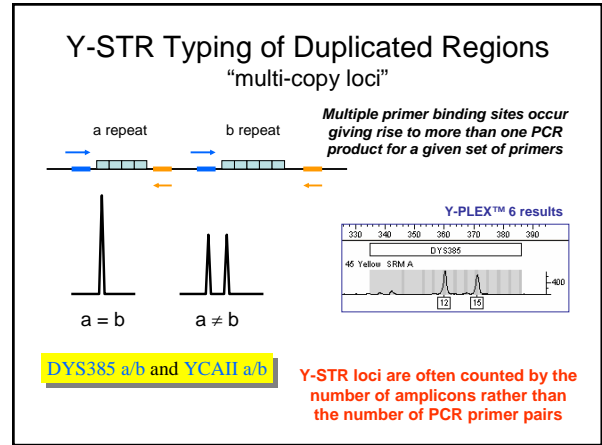 Y-STR Typing of Duplicated Regions
“multi-copy loci”
Multiple primer binding sites occur
giving rise to more than one PCR
product for a given set of primers
a repeat
b repeat
Y-PLEX™ 6 results
330 340 350 360 370 380 390
DYS385
45 Yellow SRM A
400
12 15
a = b
a ≠ b
DYS385 a/b and YCAII a/b
Y-STR loci are often counted by the
number of amplicons rather than
the number of PCR primer pairs